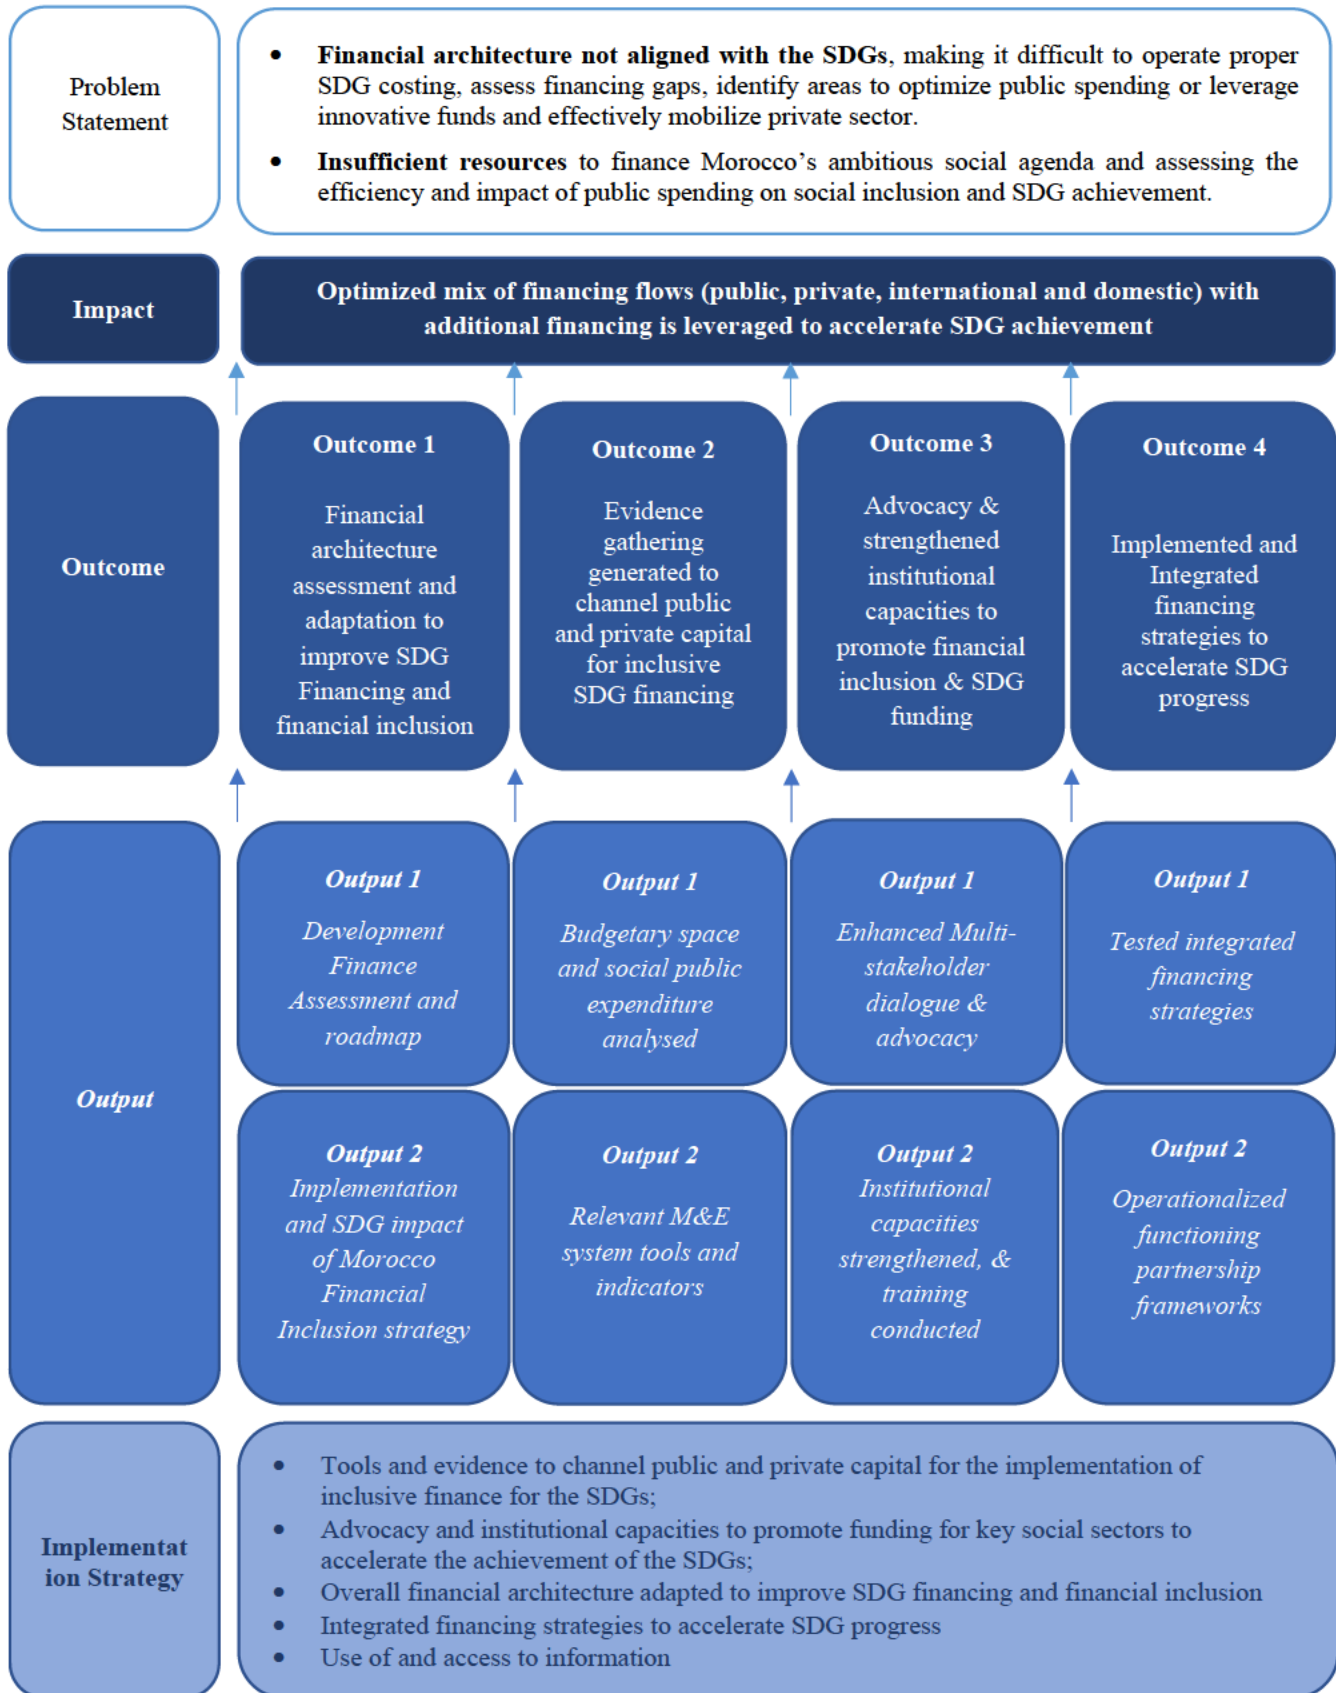 Problem
Statement
• Financial architecture not aligned with the SDGs, making it difficult to operate proper
SDG costing, assess financing gaps, identify areas to optimize public spending or leverage
innovative funds and effectively mobilize private sector.
• Insufficient resources to finance Morocco’s ambitious social agenda and assessing the
efficiency and impact of public spending on social inclusion and SDG achievement.
Impact
Optimized mix of financing flows (public, private, international and domestic) with
additional financing is leveraged to accelerate SDG achievement
Outcome
Outcome 1
Financial
architecture
assessment and
adaptation to
improve SDG
Financing and
financial inclusion
Outcome 2
Evidence
gathering
generated to
channel public
and private capital
for inclusive
SDG financing
Outcome 3
Advocacy &
strengthened
institutional
capacities to
promote financial
inclusion & SDG
funding
Outcome 4
Implemented and
Integrated
financing
strategies to
accelerate SDG
progress
Output
Output 1
Development
Finance
Assessment and
roadmap
Output 1
Budgetary space
and social public
expenditure
analysed
Output 1
Enhanced Multi-
stakeholder
dialogue &
advocacy
Output 1
Tested integrated
financing
strategies
Output 2
Implementation
and SDG impact
of Morocco
Financial
Inclusion strategy
Output 2
Relevant M&E
system tools and
indicators
Output 2
Institutional
capacities
strengthened, &
training
conducted
Output 2
Operationalized
functioning
partnership
frameworks
Implementat
ion Strategy
• Tools and evidence to channel public and private capital for the implementation of
inclusive finance for the SDGs;
• Advocacy and institutional capacities to promote funding for key social sectors to
accelerate the achievement of the SDGs;
• Overall financial architecture adapted to improve SDG financing and financial inclusion
• Integrated financing strategies to accelerate SDG progress
• Use of and access to information